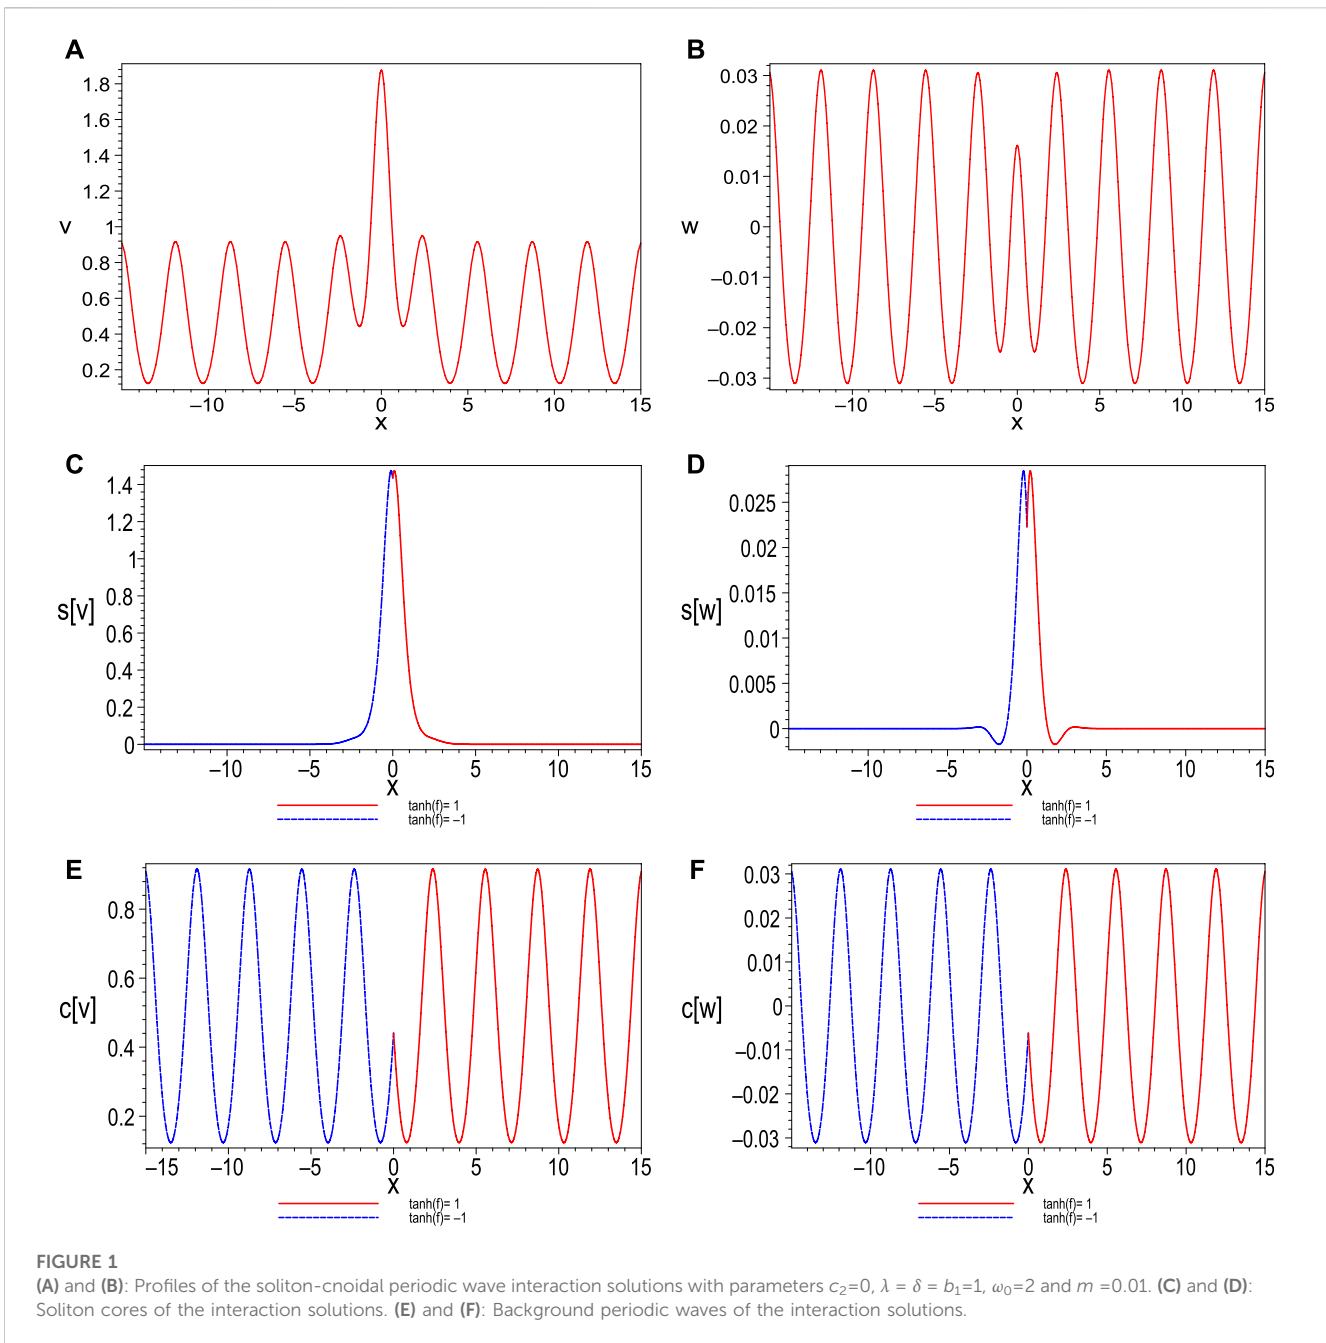 A
B
1.8
1.6
1.4
1.2
1
0.8
0.6
0.4
0.2
v
−10
−5
0
5
10
15
x
0.03
0.02
0.01
0
−0.01
−0.02
−0.03
w
−10
−5
0
5
10
15
x
C
D
1.4
1.2
1
0.8
0.6
0.4
0.2
0
s[v]
−10
−5
0
5
10
15
x
tanh(f)= 1
tanh(f)= −1
0.025
0.02
0.015
0.01
0.005
0
s[w]
−10
−5
0
5
10
15
x
tanh(f)= 1
tanh(f)= −1
E
F
0.8
0.6
0.4
0.2
c[v]
−15
−10
−5
0
5
10
15
x
tanh(f)= 1
tanh(f)= −1
0.03
0.02
0.01
0
−0.01
−0.02
−0.03
c[w]
−10
−5
0
5
10
15
x
tanh(f)= 1
tanh(f)= −1
FIGURE 1
(A) and (B): Profiles of the soliton-cnoidal periodic wave interaction solutions with parameters c₂=0, λ = δ = b₁=1, ω₀=2 and m =0.01. (C) and (D):
Soliton cores of the interaction solutions. (E) and (F): Background periodic waves of the interaction solutions.